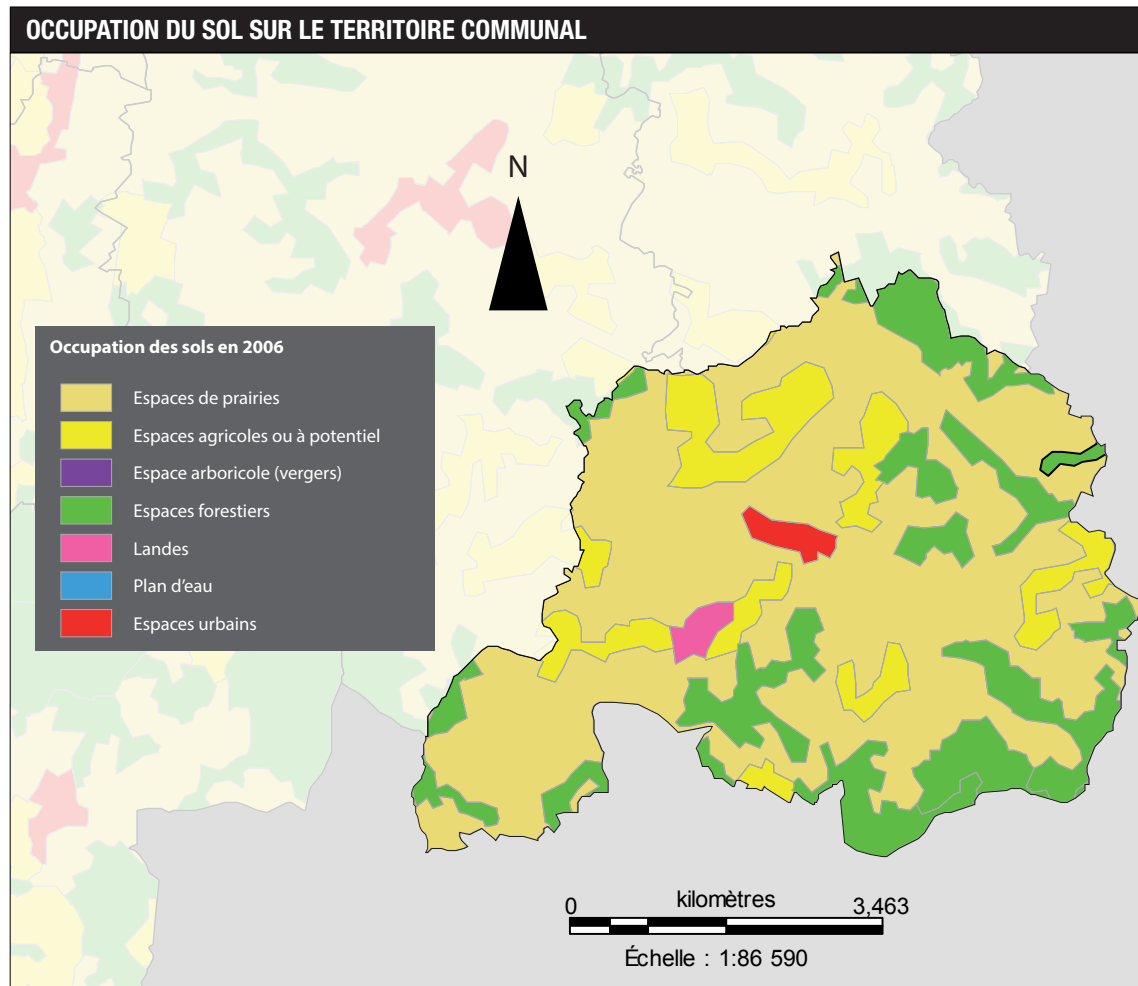 OCCUPATION DU SOL SUR LE TERRITOIRE COMMUNAL
N
Occupation des sols en 2006
Espaces de prairies
Espaces agricoles ou à potentiel
Espace arboricole (vergers)
Espaces forestiers
Landes
Plan d'eau
Espaces urbains
0 kilomètres 3,463
Échelle : 1:86 590